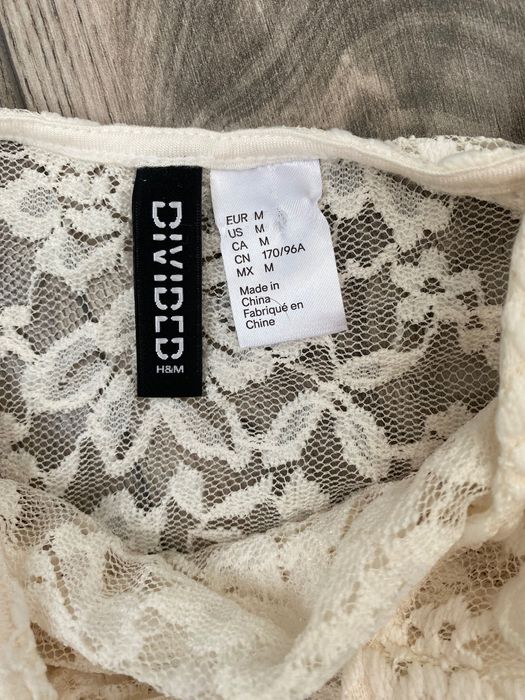 DIVIDED
H&M
EUR M
US M
CA M
CN 170/96A
MX M
Made in
China
Fabriqué en
Chine